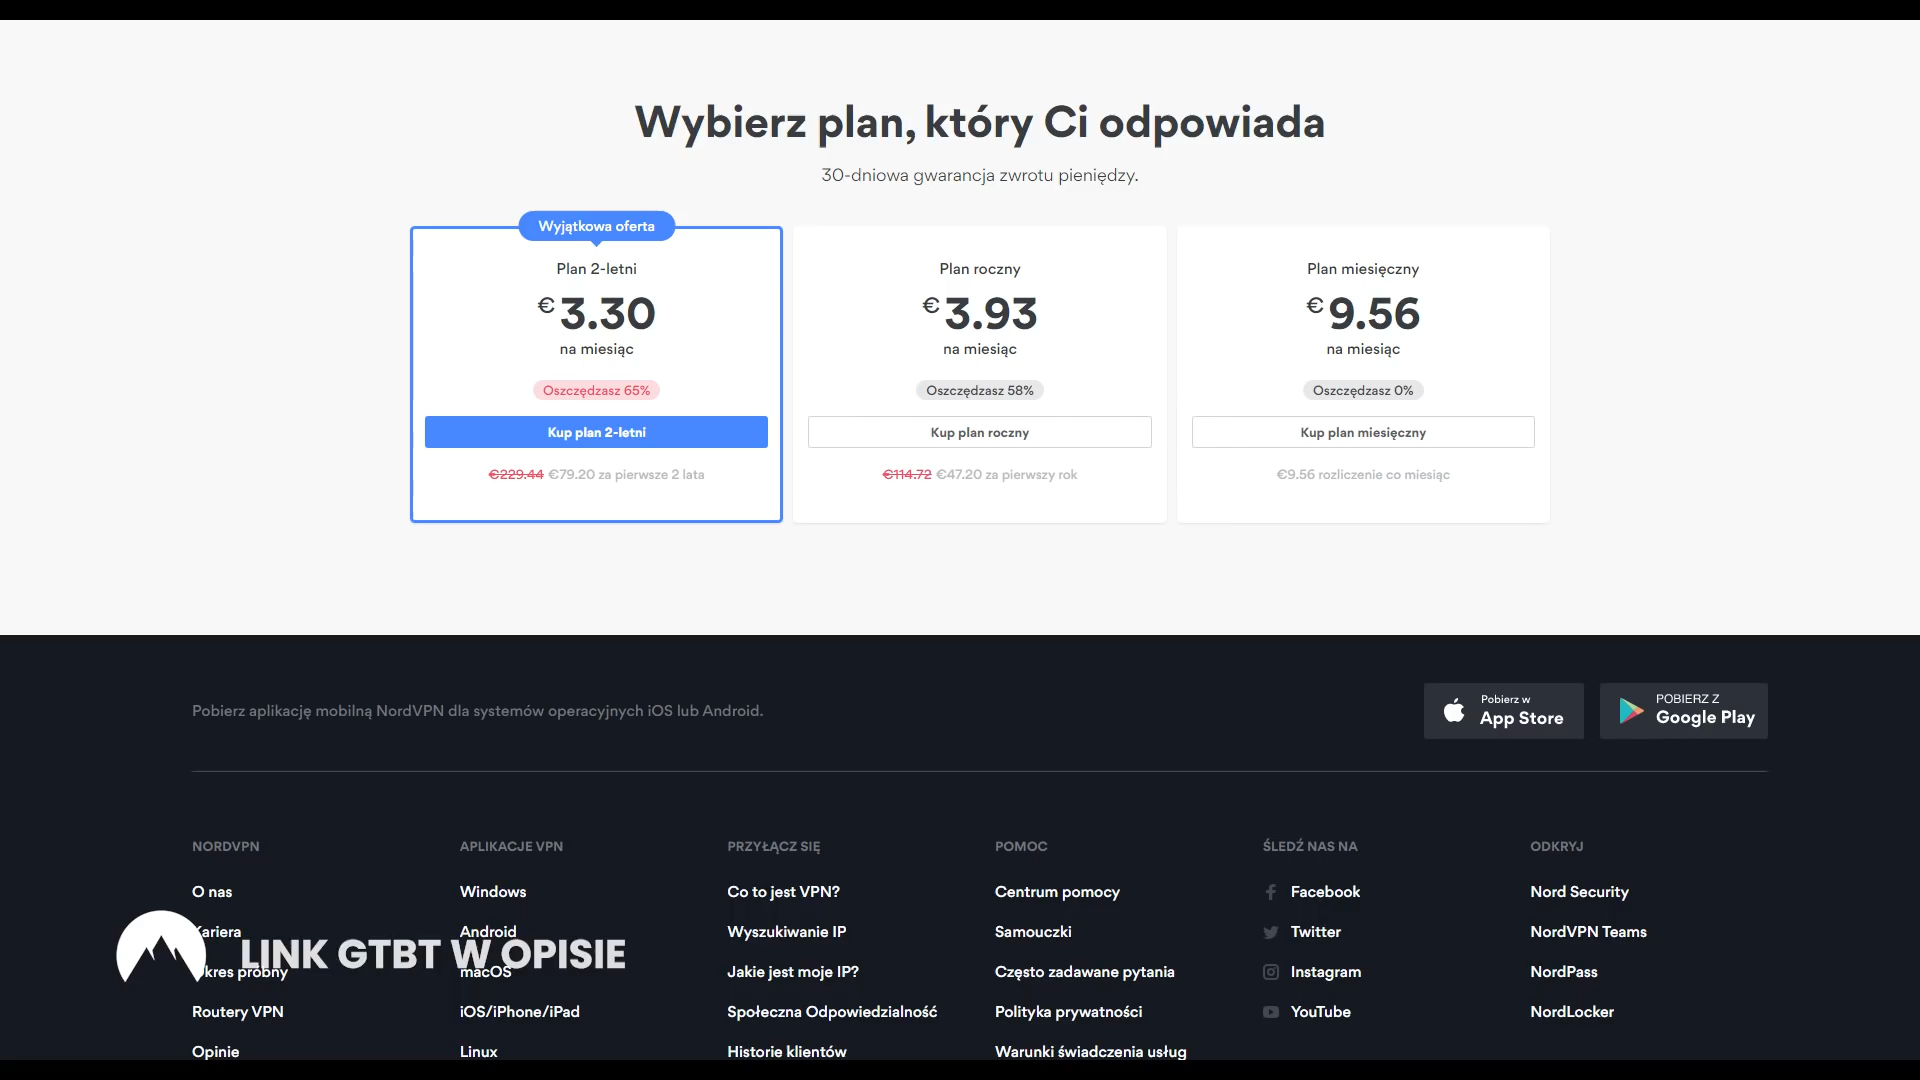 Wybierz plan, który Ci odpowiada
30-dniowa gwarancja zwrotu pieniędzy.
Wyjątkowa oferta
Plan 2-letni
€3.30
na miesiąc
Oszczędzasz 65%
Kup plan 2-letni
€229.44 €79.20 za pierwsze 2 lata
Plan roczny
€3.93
na miesiąc
Oszczędzasz 58%
Kup plan roczny
€114.72 €47.20 za pierwszy rok
Plan miesięczny
€9.56
na miesiąc
Oszczędzasz 0%
Kup plan miesięczny
€9.56 rozliczenie co miesiąc
Pobierz aplikację mobilną NordVPN dla systemów operacyjnych iOS lub Android.
Pobierz w
App Store
POBIERZ Z
Google Play
NORDVPN
O nas
Kariera
Okres próbny
Routery VPN
Opinie
APLIKACJE VPN
Windows
Android
macOS
iOS/iPhone/iPad
Linux
LINK GTBT W OPISIE
PRZYŁĄCZ SIĘ
Co to jest VPN?
Wyszukiwanie IP
Jakie jest moje IP?
Społeczna Odpowiedzialność
Historie klientów
POMOC
Centrum pomocy
Samouczki
Często zadawane pytania
Polityka prywatności
Warunki świadczenia usług
ŚLEDŹ NAS NA
Facebook
Twitter
Instagram
YouTube
ODKRYJ
Nord Security
NordVPN Teams
NordPass
NordLocker